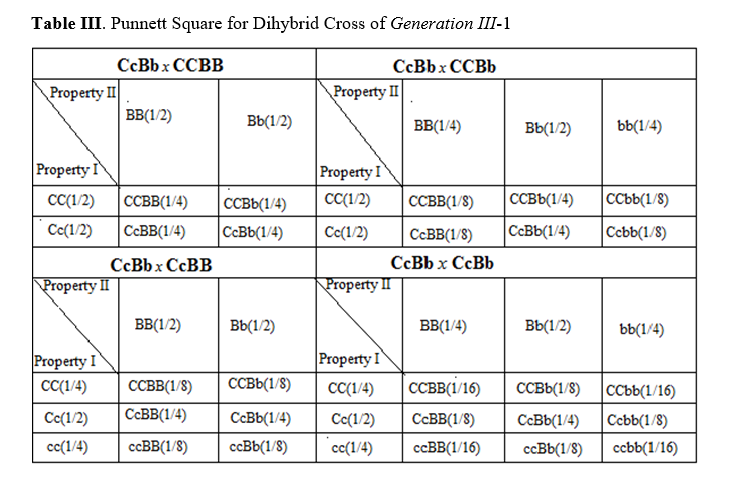 Table III. Punnett Square for Dihybrid Cross of Generation III-1
CcBb x CCBB CcBb x CCBb
Property II BB(1/2) Bb(1/2) Property II BB(1/4) Bb(1/2) bb(1/4)
Property I Property I
CC(1/2) CCBB(1/4) CCBb(1/4) CC(1/2) CCBB(1/8) CCBb(1/4) CCbb(1/8)
Cc(1/2) CcBB(1/4) CcBb(1/4) Cc(1/2) CcBB(1/8) CcBb(1/4) Ccbb(1/8)
CcBb x CcBB CcBb x CcBb
Property II BB(1/2) Bb(1/2) Property II BB(1/4) Bb(1/2) bb(1/4)
Property I Property I
CC(1/4) CCBB(1/8) CCBb(1/8) CC(1/4) CCBB(1/16) CCBb(1/8) CCbb(1/16)
Cc(1/2) CcBB(1/4) CcBb(1/4) Cc(1/2) CcBB(1/8) CcBb(1/4) Ccbb(1/8)
cc(1/4) ccBB(1/8) ccBb(1/8) cc(1/4) ccBB(1/16) ccBb(1/8) ccbb(1/16)